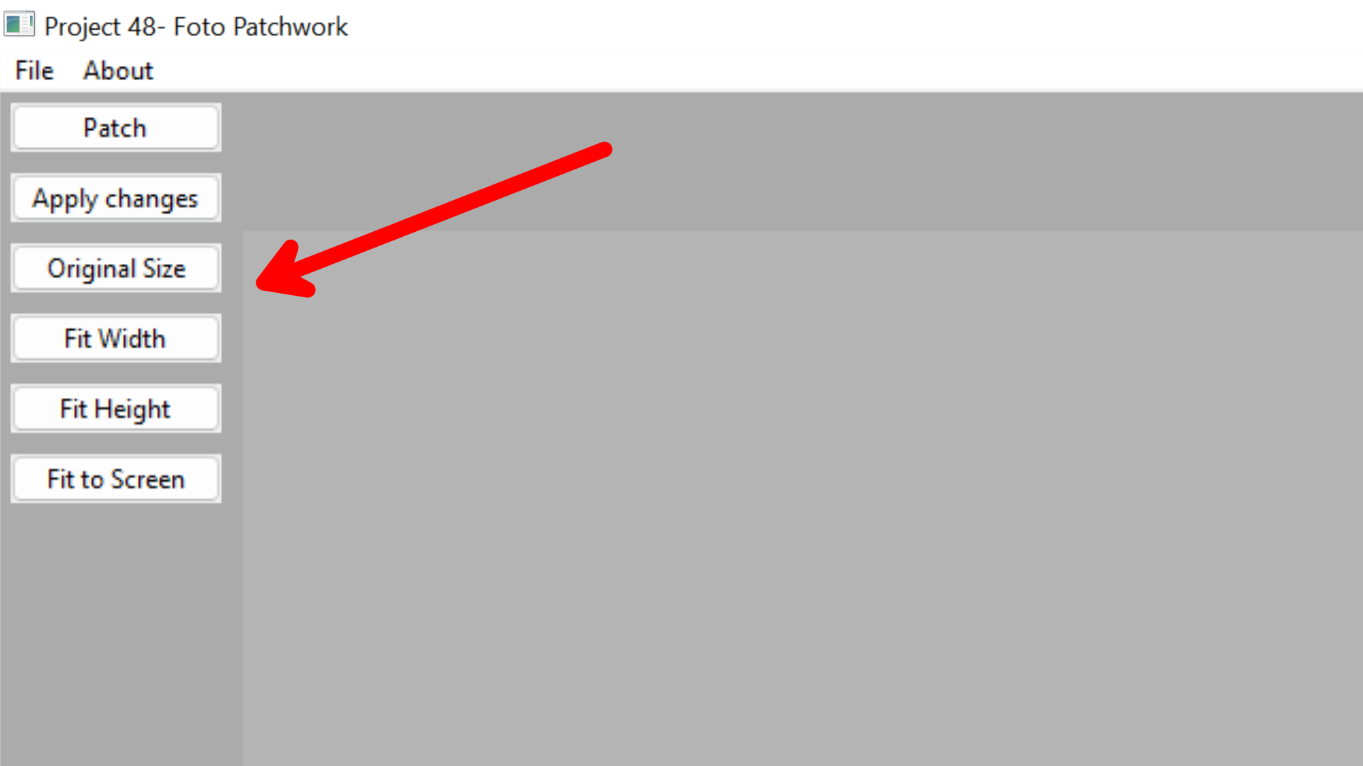 Project 48- Foto Patchwork
File About
Patch
Apply changes
Original Size
Fit Width
Fit Height
Fit to Screen